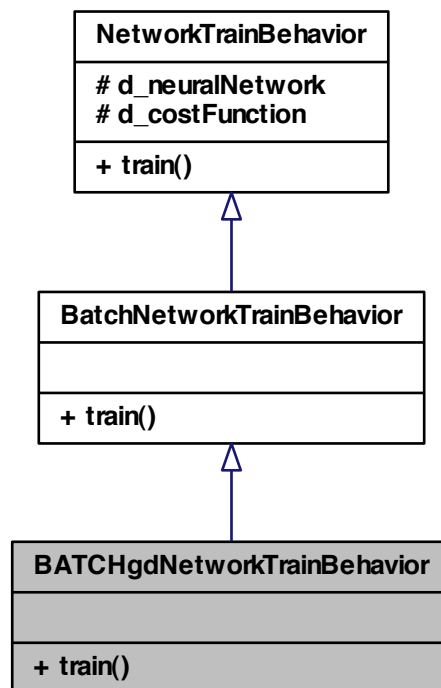 NetworkTrainBehavior
# d_neuralNetwork
# d_costFunction
+ train()
BatchNetworkTrainBehavior
+ train()
BATCHgdNetworkTrainBehavior
+ train()